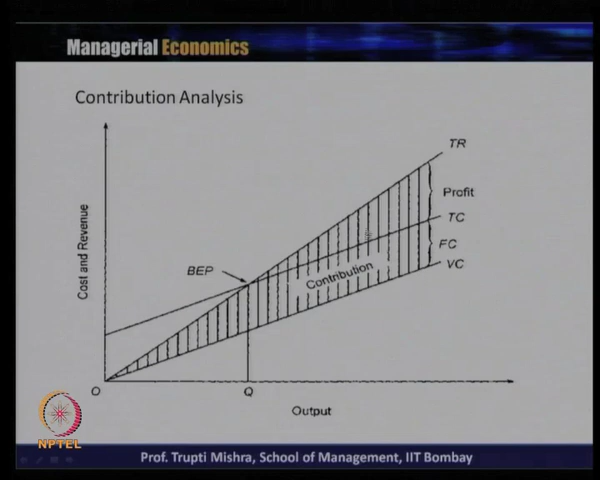 Managerial Economics
Contribution Analysis
TR
Profit
TC
FC
VC
BEP
Contribution
Cost and Revenue
O
Q
Output
NPTEL
Prof. Trupti Mishra, School of Management, IIT Bombay